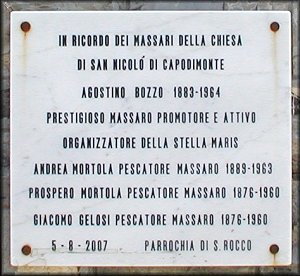 IN RICORDO DEI MASSARI DELLA CHIESA
DI SAN NICOLO' DI CAPODIMONTE
AGOSTINO BOZZO 1883-1964
PRESTIGIOSO MASSARO PROMOTORE E ATTIVO
ORGANIZZATORE DELLA STELLA MARIS
ANDREA MORTOLA PESCATORE MASSARO 1889-1963
PROSPERO MORTOLA PESCATORE MASSARO 1876-1960
GIACOMO GELOSI PESCATORE MASSARO 1876-1960
5-8-2007 PARROCHIA DI S. ROCCO